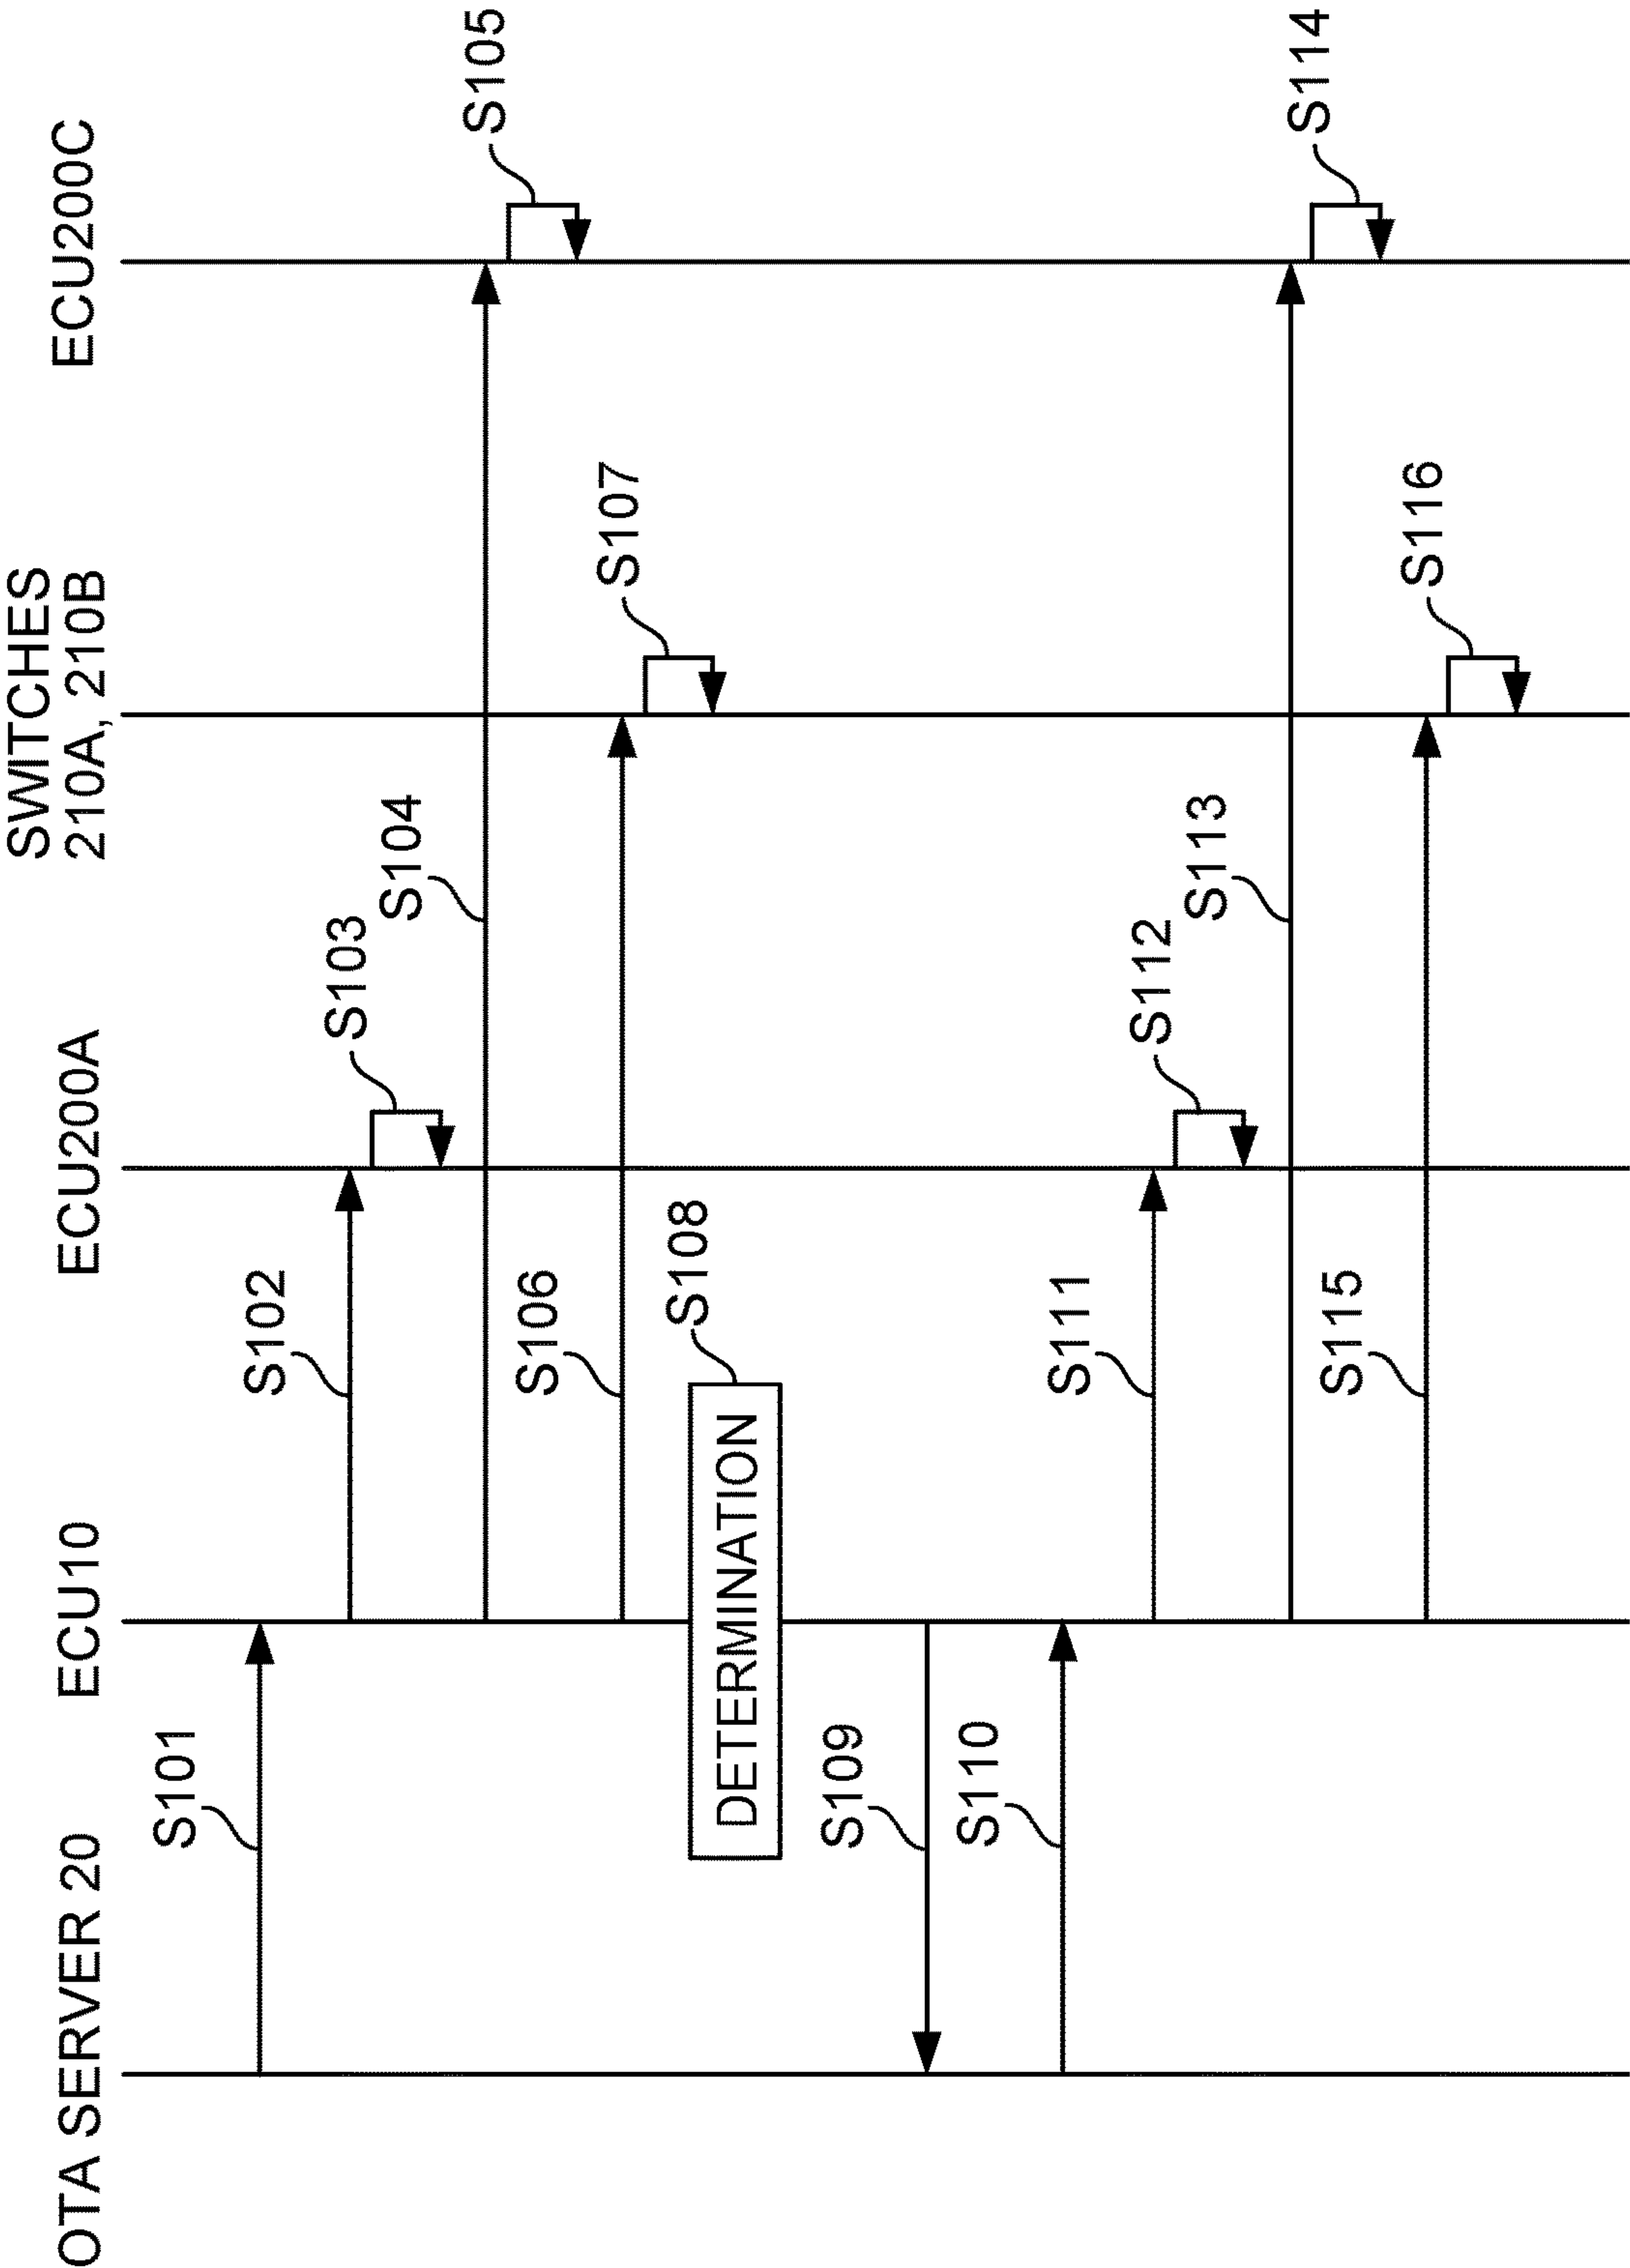 OTA SERVER 20
ECU10
ECU200A
SWITCHES
210A, 210B
ECU200C
S101
S102
S103
S104
S105
S106
S107
DETERMINATION
S108
S109
S110
S111
S112
S113
S114
S115
S116